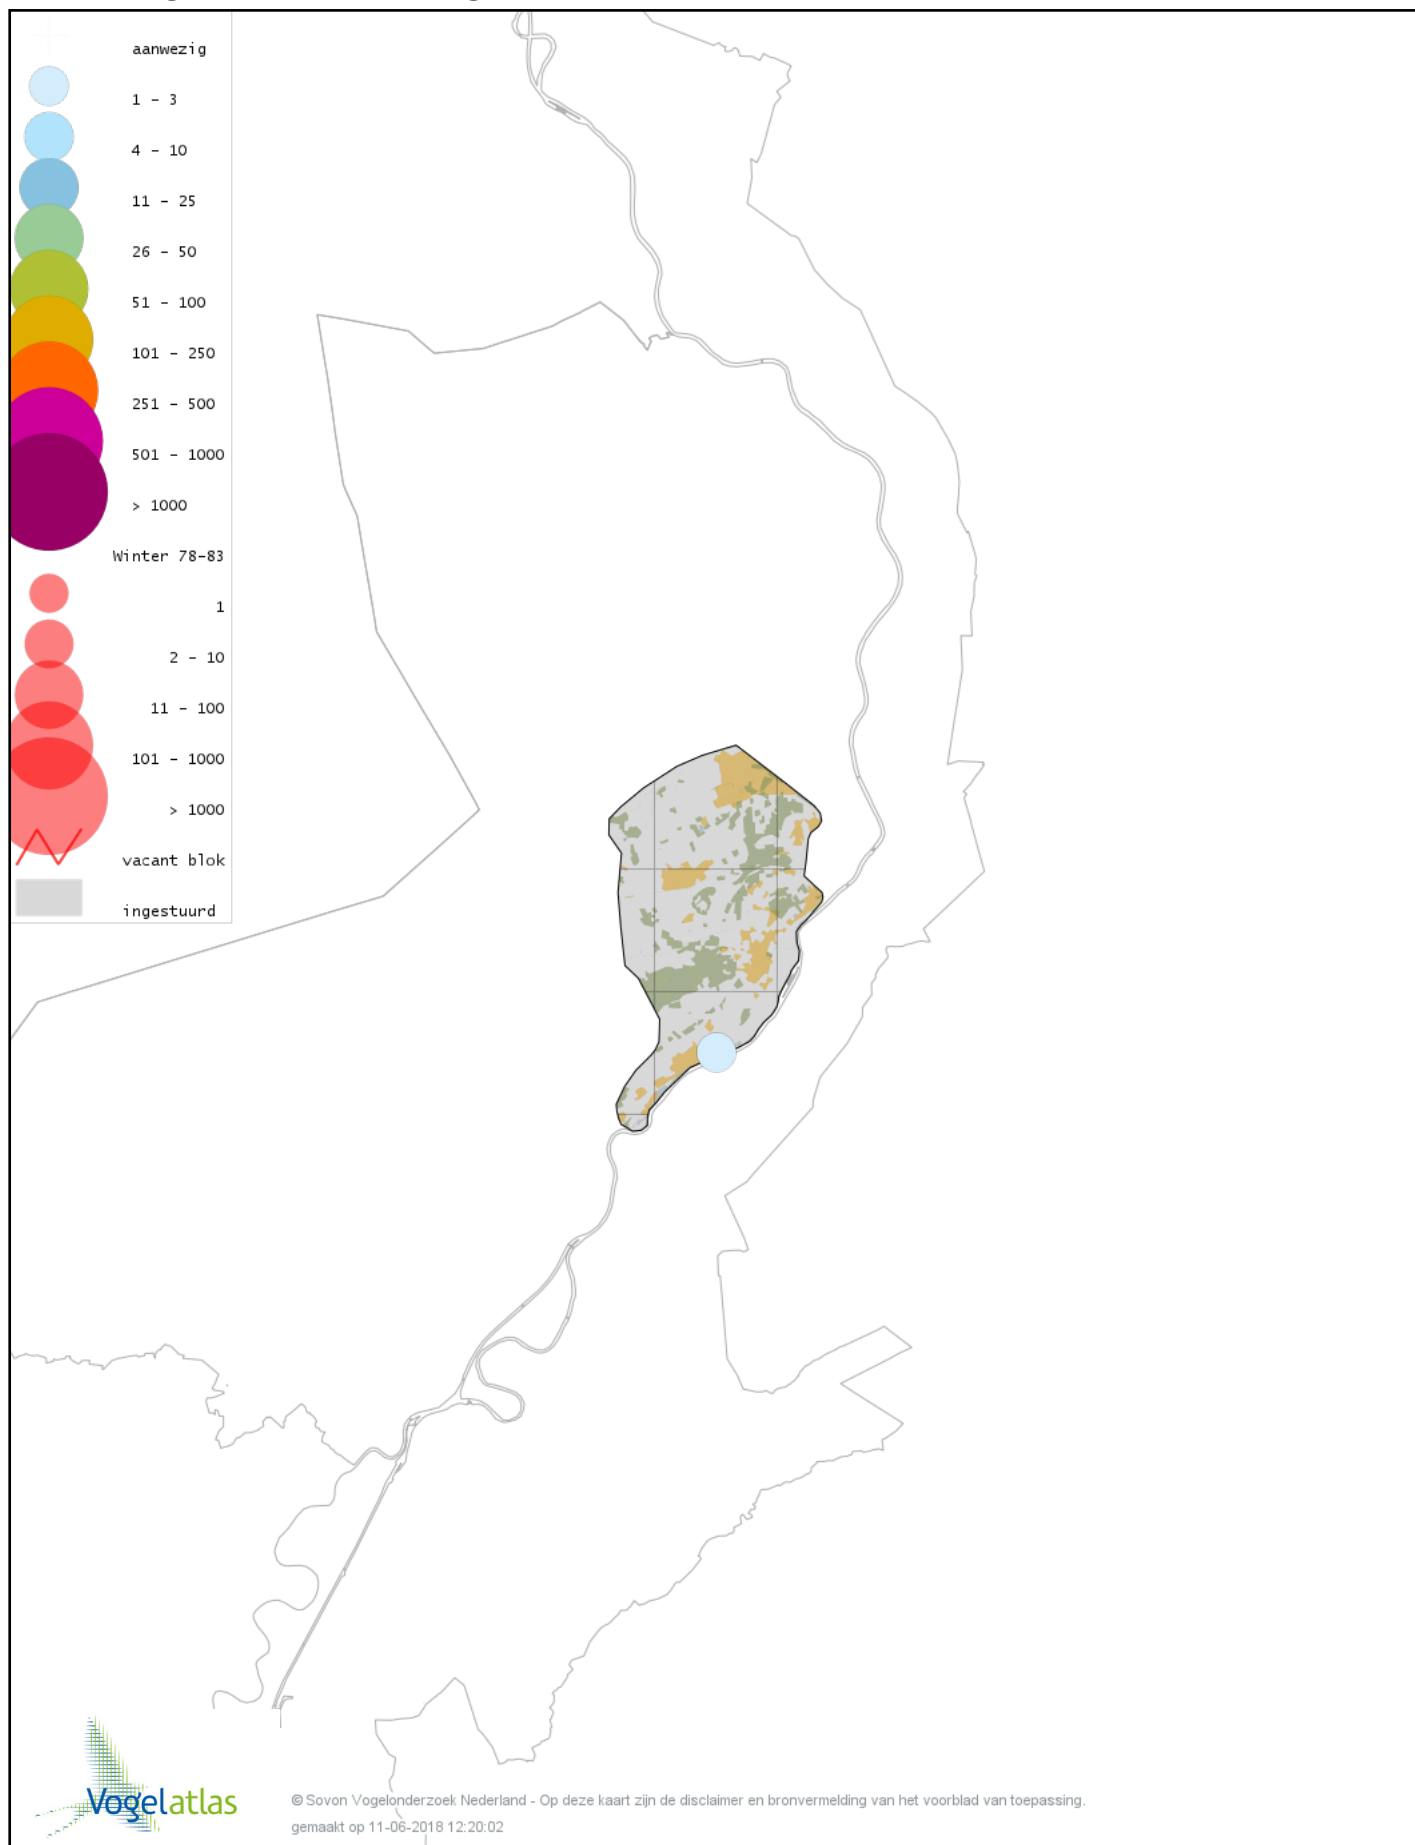 aanwezig
1 - 3
4 - 10
11 - 25
26 - 50
51 - 100
101 - 250
251 - 500
501 - 1000
> 1000
Winter 78-83
1
2 - 10
11 - 100
101 - 1000
> 1000
vacant blok
ingestuurd
Vogelatlas
© Sovon Vogelonderzoek Nederland - Op deze kaart zijn de disclaimer en bronvermelding van het voorblad van toepassing.
gemaakt op 11-06-2018 12:20:02